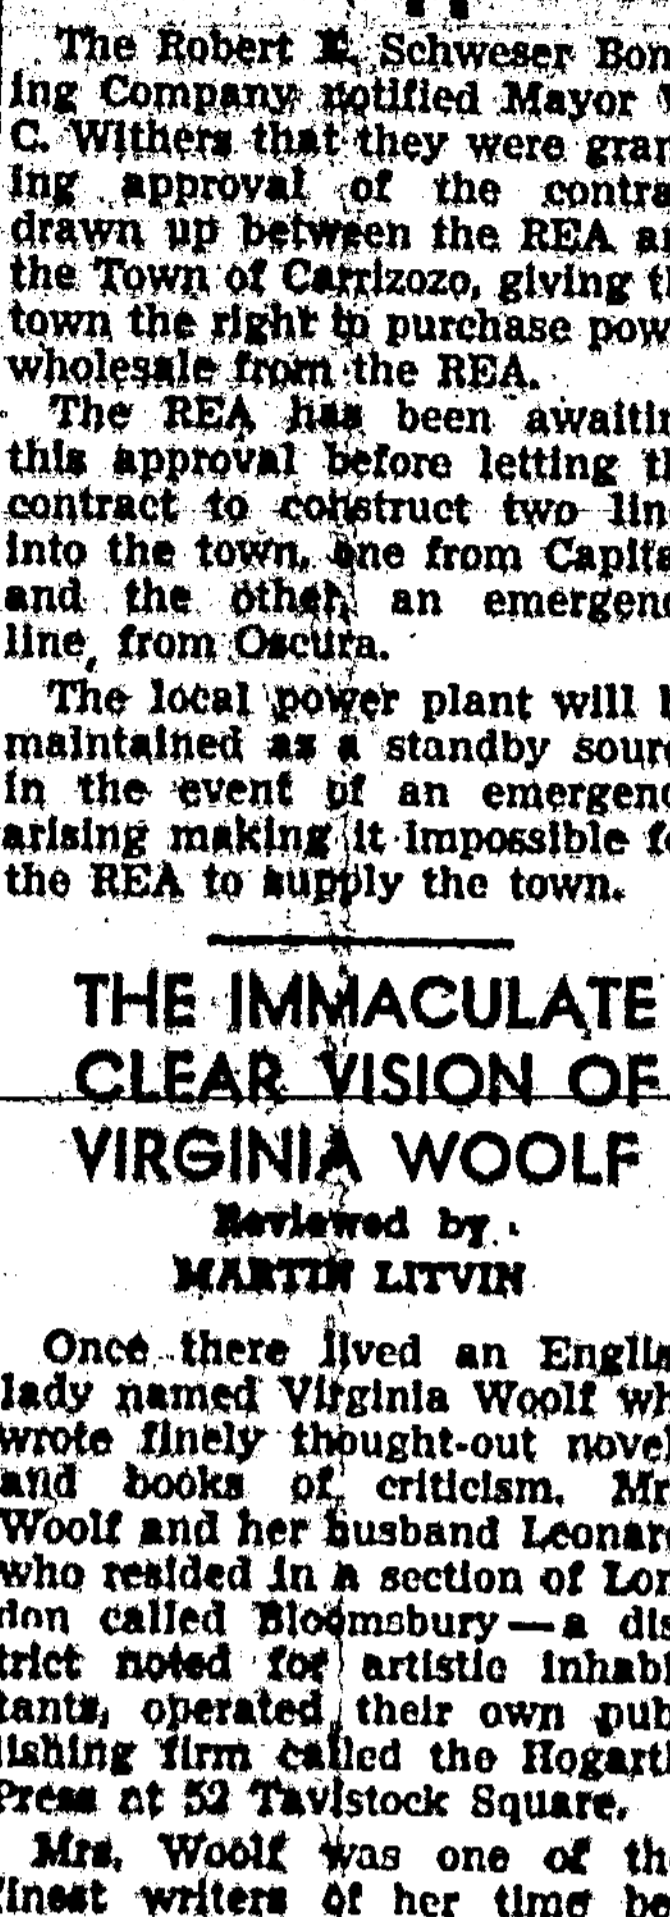 The Robert E. Schweser Bon
ing Company notified Mayor
C. Withers that they were gran
ing approval of the contra
drawn up between the REA an
the Town of Carrizozo, giving th
town the right to purchase pow
wholesale from the REA.
The REA has been awaitin
this approval before letting th
contract to construct two lin
into the town, one from Capita
and the other, an emergenc
line, from Oscura.
The local power plant will b
maintained as a standby sourc
in the event of an emergenc
arising making it impossible fo
the REA to supply the town.
THE IMMACULATE
CLEAR VISION OF
VIRGINIA WOOLF
Reviewed by
MARTIN LITVIN
Once there lived an Englis
lady named Virginia Woolf wh
wrote finely thought-out novel
and books of criticism. Mr
Woolf and her husband Leonar
who resided in a section of Lon
don called Bloomsbury—a dis
trict noted for artistic inhabi
tants, operated their own pub
lishing firm called the Hogart
Press at 52 Tavistock Square.
Mrs. Woolf was one of the
finest writers of her time be